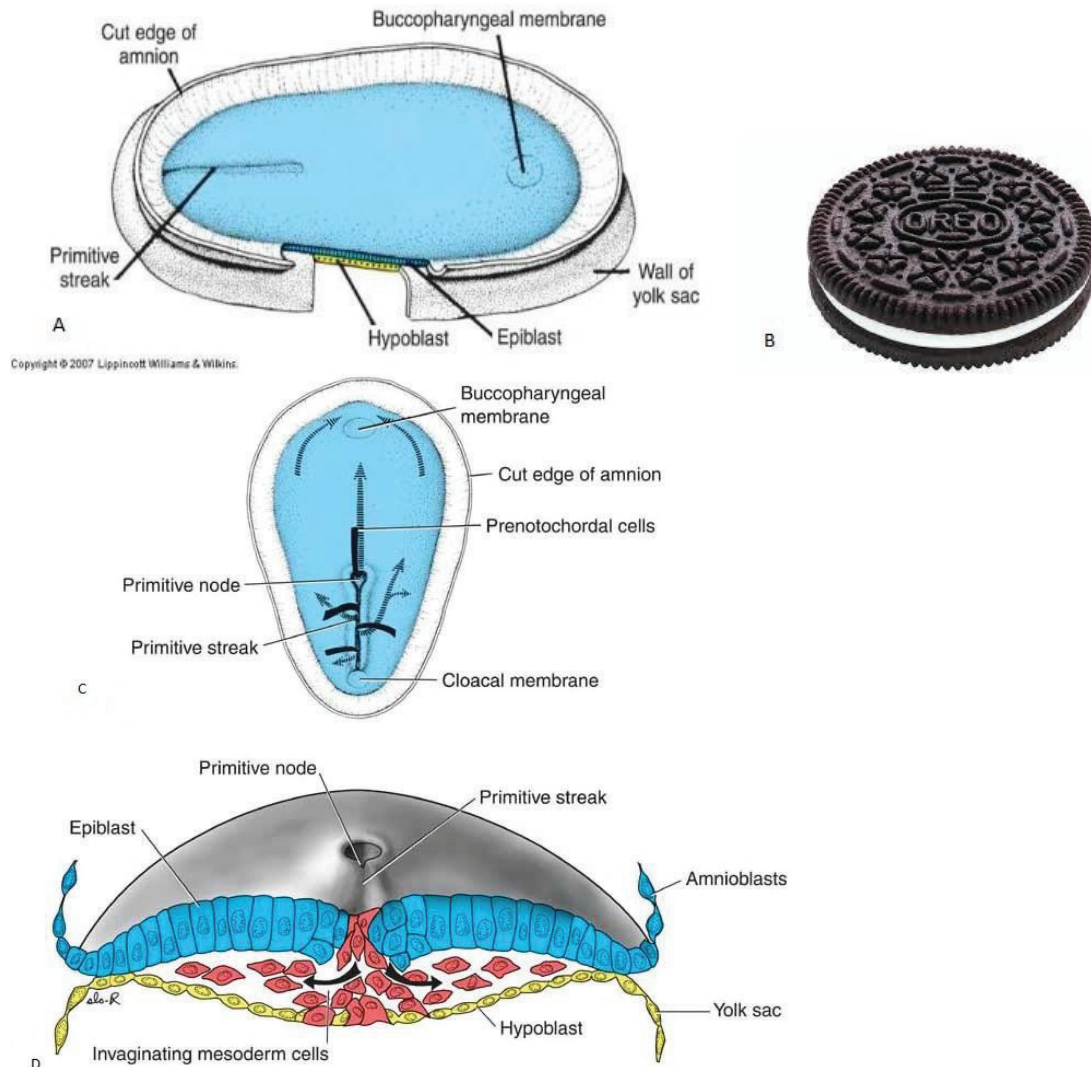 Buccopharyngeal membrane
Cut edge of
amnion
Primitive
streak
Wall of
yolk sac
A
Hypoblast
Epiblast
Copyright © 2007 Lippincott Williams & Wilkins.
OREO
B
Buccopharyngeal
membrane
Cut edge of amnion
Prenotochordal cells
Primitive node
Primitive streak
Cloacal membrane
C
Primitive node
Primitive streak
Epiblast
Amnioblasts
sls-R
Yolk sac
Hypoblast
Invaginating mesoderm cells
D